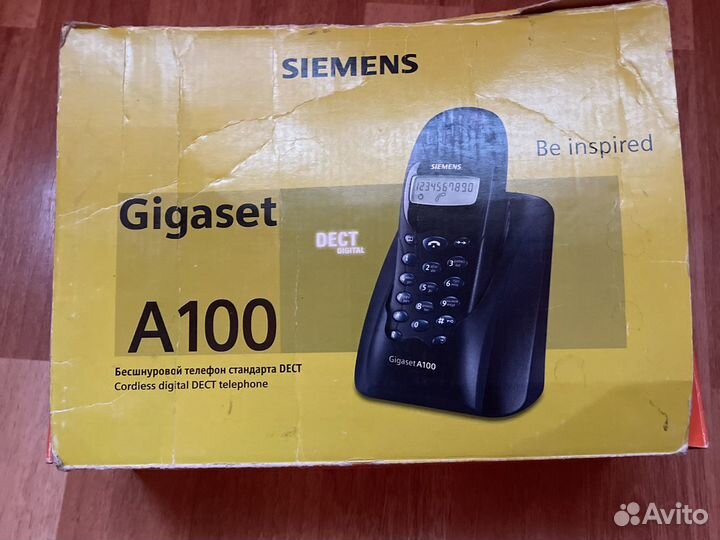 SIEMENS
Be inspired
Gigaset
DECT
DIGITAL
A100
Бесшнуровой телефон стандарта DECT
Cordless digital DECT telephone
SIEMENS
1234567890
Gigaset A100
Avito